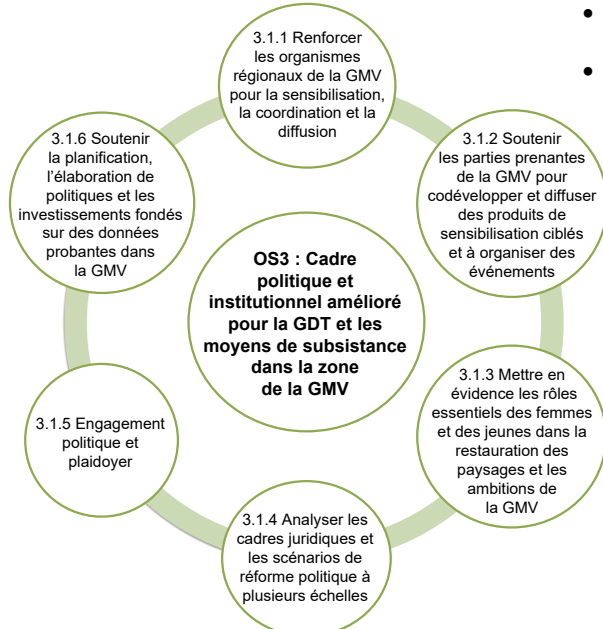 3.1.1 Renforcer
les organismes
régionaux de la GMV
pour la sensibilisation,
la coordination et la
diffusion
3.1.2 Soutenir
les parties prenantes
de la GMV pour
codévelopper et diffuser
des produits de
sensibilisation ciblés
et à organiser des
événements
3.1.3 Mettre en
évidence les rôles
essentiels des femmes
et des jeunes dans la
restauration des
paysages et les
ambitions de
la GMV
3.1.4 Analyser les
cadres juridiques et
les scénarios de
réforme politique à
plusieurs échelles
3.1.5 Engagement
politique et
plaidoyer
3.1.6 Soutenir
la planification,
l'élaboration de
politiques et les
investissements fondés
sur des données
probantes dans
la GMV
OS3 : Cadre
politique et
institutionnel amélioré
pour la GDT et les
moyens de subsistance
dans la zone
de la GMV